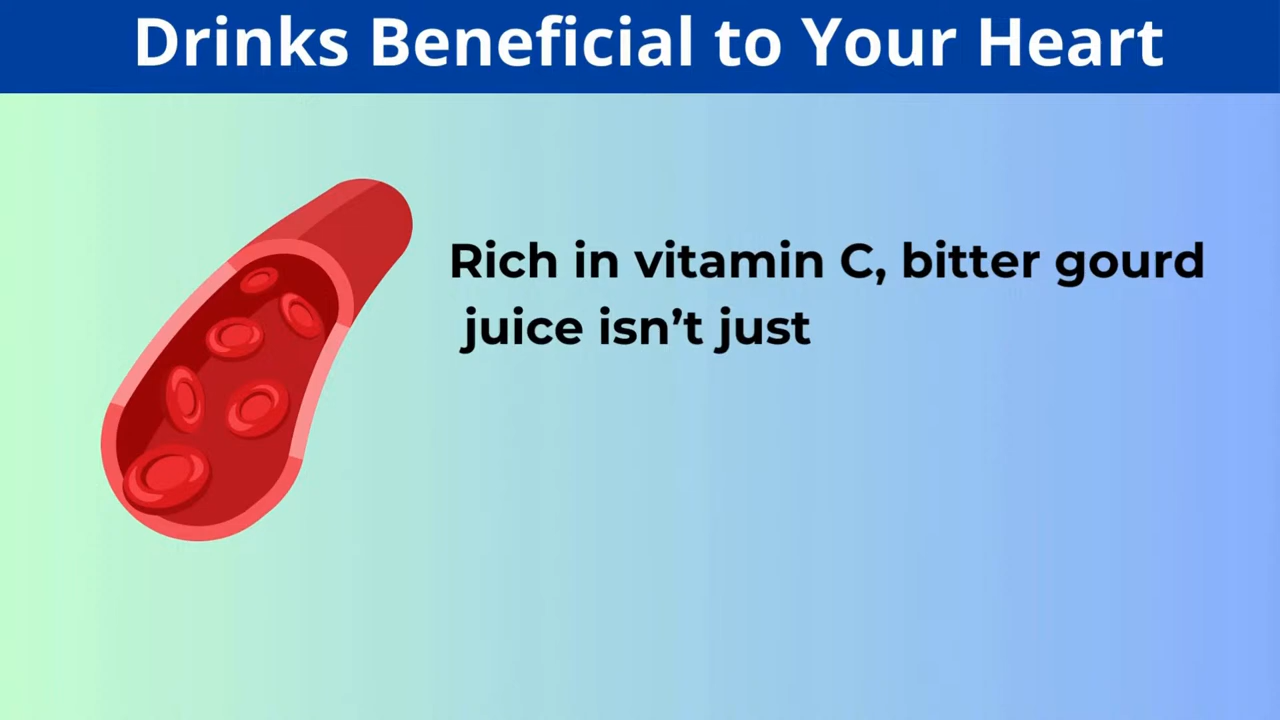 Drinks Beneficial to Your Heart
Rich in vitamin C, bitter gourd
juice isn’t just